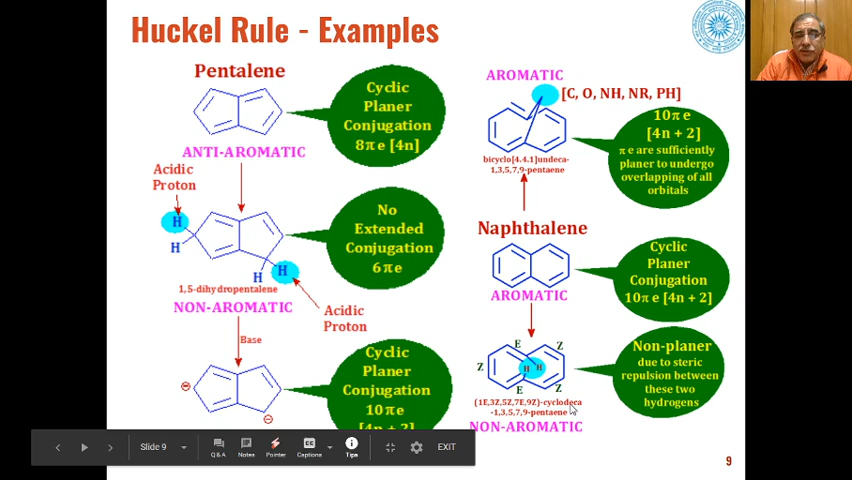 Huckel Rule - Examples
Pentalene
Cyclic
Planer
Conjugation
8π e [4n]
ANTI-AROMATIC
Acidic
Proton
H
H
No
Extended
Conjugation
6π e
H
H
1,5-dihydropentalene
NON-AROMATIC
Acidic
Proton
Base
Cyclic
Planer
Conjugation
10π e
[4n + 2]
AROMATIC
[C, O, NH, NR, PH]
10π e
[4n + 2]
π e are sufficiently
planer to undergo
overlapping of all
orbitals
bicyclo[4.4.1]undeca-
1,3,5,7,9-pentaene
Naphthalene
Cyclic
Planer
Conjugation
10π e [4n + 2]
AROMATIC
E
Z
Z
H
H
E
Z
Non-planer
due to steric
repulsion between
these two
hydrogens
(1E,3Z,5Z,7E,9Z)-cyclodeca
-1,3,5,7,9-pentaene
NON-AROMATIC
Slide 9
Q&A
Notes
Pointer
CC
Captions
Tips
EXIT
9